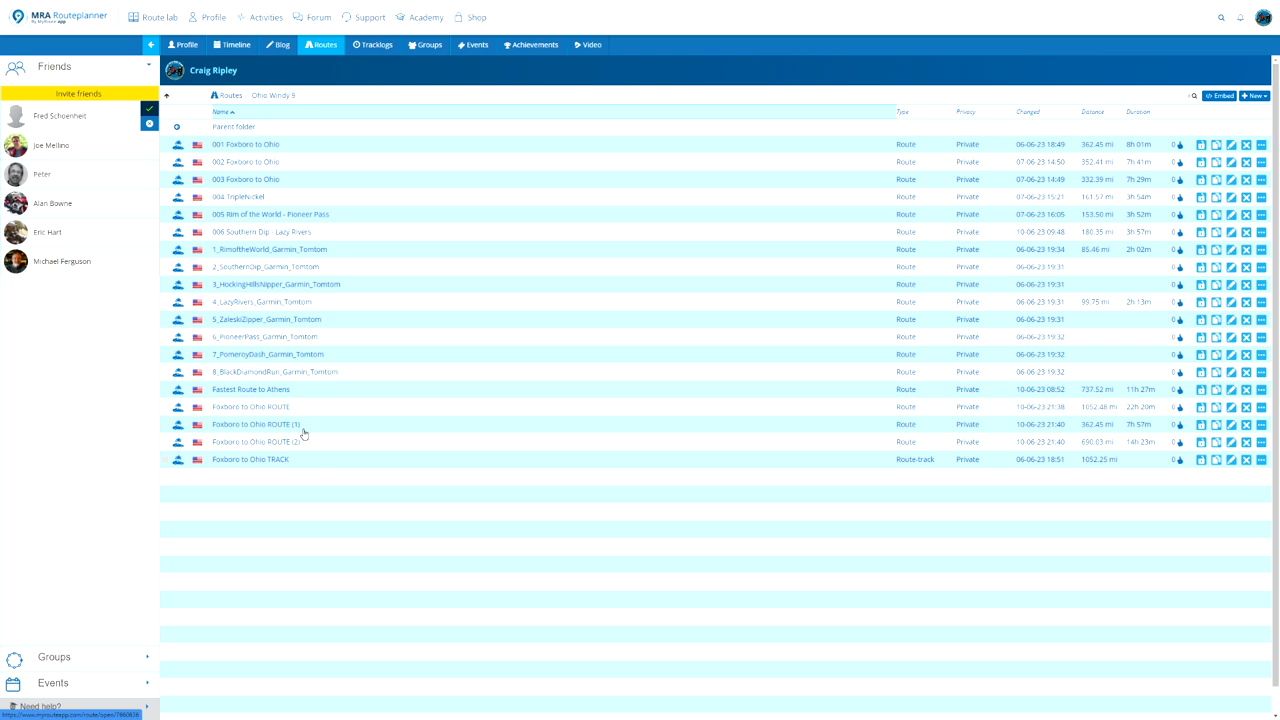 MRA Routeplanner
By MyRoute.app
Route lab Profile Activities Forum Support Academy Shop
Profile Timeline Blog Routes Tracklogs Groups Events Achievements Video
Friends
Craig Ripley
Invite friends
Routes Ohio Windy 9 Embed New
Name Type Privacy Changed Distance Duration
Fred Schoenheit
Joe Mellino
Peter
Alan Bowne
Eric Hart
Michael Ferguson
Parent folder
001 Foxboro to Ohio Route Private 06-06-23 18:49 362.45 mi 8h 01m 0
002 Foxboro to Ohio Route Private 07-06-23 14:50 352.41 mi 7h 41m 0
003 Foxboro to Ohio Route Private 07-06-23 14:49 332.39 mi 7h 29m 0
004 TripleNickel Route Private 07-06-23 15:21 161.57 mi 3h 54m 0
005 Rim of the World - Pioneer Pass Route Private 07-06-23 16:05 153.50 mi 3h 52m 0
006 Southern Dip - Lazy Rivers Route Private 10-06-23 09:48 180.35 mi 3h 57m 0
1_RimoftheWorld_Garmin_Tomtom Route Private 06-06-23 19:34 85.46 mi 2h 02m 0
2_SouthernDip_Garmin_Tomtom Route Private 06-06-23 19:31 0
3_HockingHillsNipper_Garmin_Tomtom Route Private 06-06-23 19:31 0
4_LazyRivers_Garmin_Tomtom Route Private 06-06-23 19:31 99.75 mi 2h 13m 0
5_ZaleskiZipper_Garmin_Tomtom Route Private 06-06-23 19:31 0
6_PioneerPass_Garmin_Tomtom Route Private 06-06-23 19:32 0
7_PomeroyDash_Garmin_Tomtom Route Private 06-06-23 19:32 0
8_BlackDiamondRun_Garmin_Tomtom Route Private 06-06-23 19:32 0
Fastest Route to Athens Route Private 10-06-23 08:52 737.52 mi 11h 27m 0
Foxboro to Ohio ROUTE Route Private 10-06-23 21:38 1052.48 mi 22h 20m 0
Foxboro to Ohio ROUTE (1) Route Private 10-06-23 21:40 362.45 mi 7h 57m 0
Foxboro to Ohio ROUTE (2) Route Private 10-06-23 21:40 690.03 mi 14h 23m 0
Foxboro to Ohio TRACK Route-track Private 06-06-23 18:51 1052.25 mi 0
Groups
Events
Need help?
https://www.myrouteapp.com/route/open/7860638